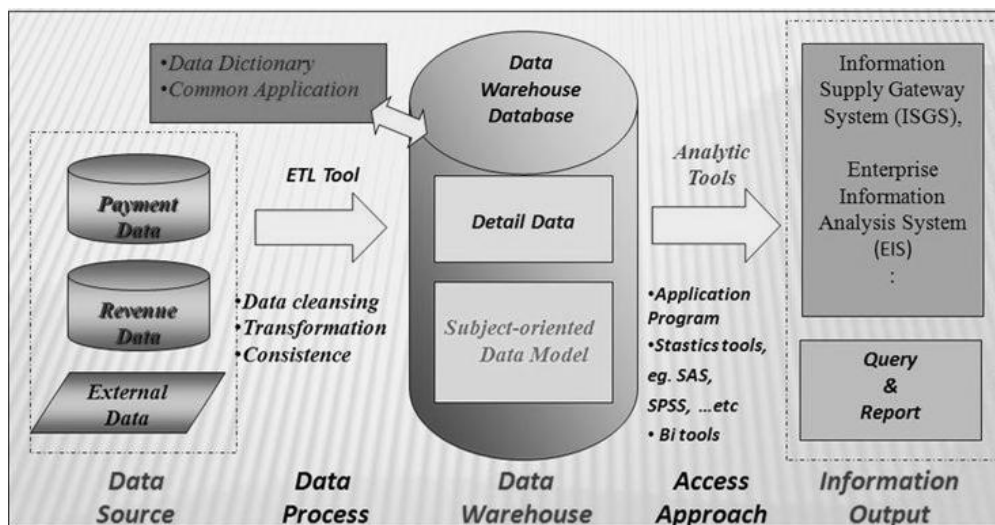 •Data Dictionary
•Common Application
Payment
Data
Revenue
Data
External
Data
ETL Tool
•Data cleansing
•Transformation
•Consistence
Data
Warehouse
Database
Detail Data
Subject-oriented
Data Model
Analytic
Tools
•Application
Program
•Stastics tools,
eg. SAS,
SPSS, ...etc
• Bi tools
Information
Supply Gateway
System (ISGS),
Enterprise
Information
Analysis System
(EIS)
:
Query
&
Report
Data
Source
Data
Process
Data
Warehouse
Access
Approach
Information
Output